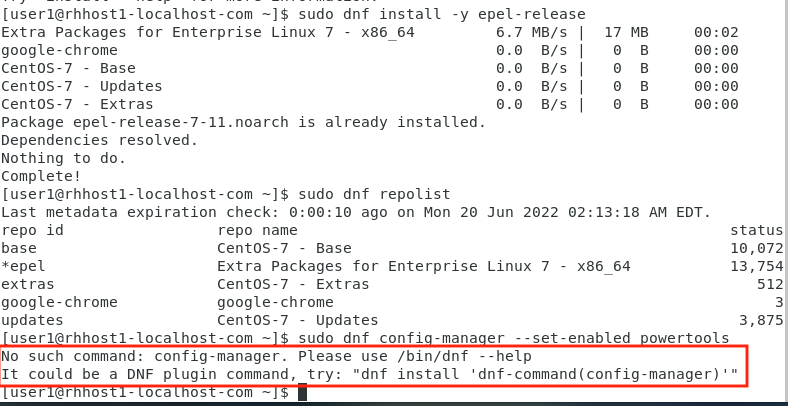 [user1@rhhost1-localhost-com ~]$ sudo dnf install -y epel-release
Extra Packages for Enterprise Linux 7 - x86_64         6.7 MB/s |  17 MB     00:02
google-chrome                                          0.0  B/s |   0  B     00:00
CentOS-7 - Base                                        0.0  B/s |   0  B     00:00
CentOS-7 - Updates                                     0.0  B/s |   0  B     00:00
CentOS-7 - Extras                                      0.0  B/s |   0  B     00:00
Package epel-release-7-11.noarch is already installed.
Dependencies resolved.
Nothing to do.
Complete!
[user1@rhhost1-localhost-com ~]$ sudo dnf repolist
Last metadata expiration check: 0:00:10 ago on Mon 20 Jun 2022 02:13:18 AM EDT.
repo id                 repo name                                                status
base                    CentOS-7 - Base                                          10,072
*epel                   Extra Packages for Enterprise Linux 7 - x86_64           13,754
extras                  CentOS-7 - Extras                                           512
google-chrome           google-chrome                                                 3
updates                 CentOS-7 - Updates                                        3,875
[user1@rhhost1-localhost-com ~]$ sudo dnf config-manager --set-enabled powertools
No such command: config-manager. Please use /bin/dnf --help
It could be a DNF plugin command, try: "dnf install 'dnf-command(config-manager)'"
[user1@rhhost1-localhost-com ~]$